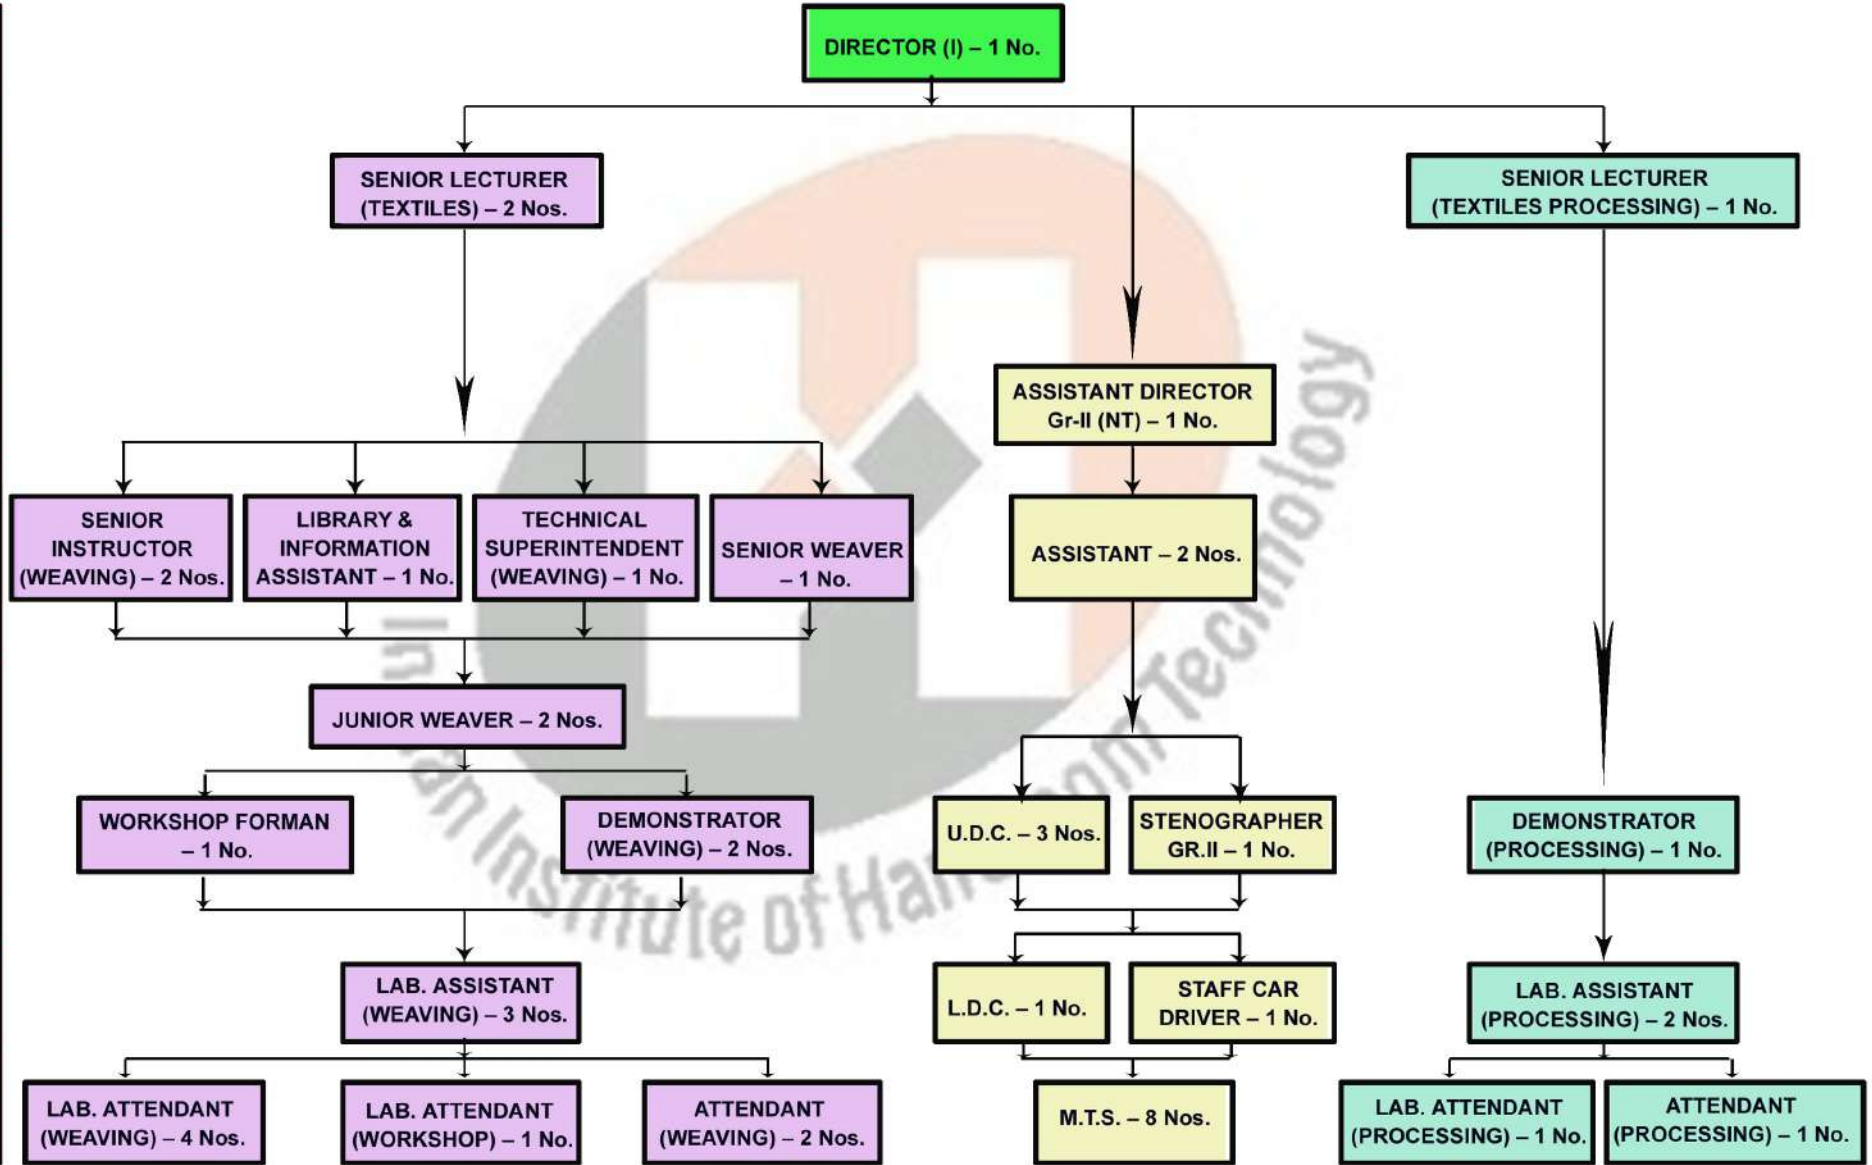 DIRECTOR (I) – 1 No.
SENIOR LECTURER
(TEXTILES) – 2 Nos.
SENIOR LECTURER
(TEXTILES PROCESSING) – 1 No.
ASSISTANT DIRECTOR
Gr-II (NT) – 1 No.
SENIOR
INSTRUCTOR
(WEAVING) – 2 Nos.
LIBRARY &
INFORMATION
ASSISTANT – 1 No.
TECHNICAL
SUPERINTENDENT
(WEAVING) – 1 No.
SENIOR WEAVER
– 1 No.
ASSISTANT – 2 Nos.
JUNIOR WEAVER – 2 Nos.
WORKSHOP FORMAN
– 1 No.
DEMONSTRATOR
(WEAVING) – 2 Nos.
U.D.C. – 3 Nos.
STENOGRAPHER
GR.II – 1 No.
DEMONSTRATOR
(PROCESSING) – 1 No.
LAB. ASSISTANT
(WEAVING) – 3 Nos.
L.D.C. – 1 No.
STAFF CAR
DRIVER – 1 No.
LAB. ASSISTANT
(PROCESSING) – 2 Nos.
LAB. ATTENDANT
(WEAVING) – 4 Nos.
LAB. ATTENDANT
(WORKSHOP) – 1 No.
ATTENDANT
(WEAVING) – 2 Nos.
M.T.S. – 8 Nos.
LAB. ATTENDANT
(PROCESSING) – 1 No.
ATTENDANT
(PROCESSING) – 1 No.
Institute of Technology